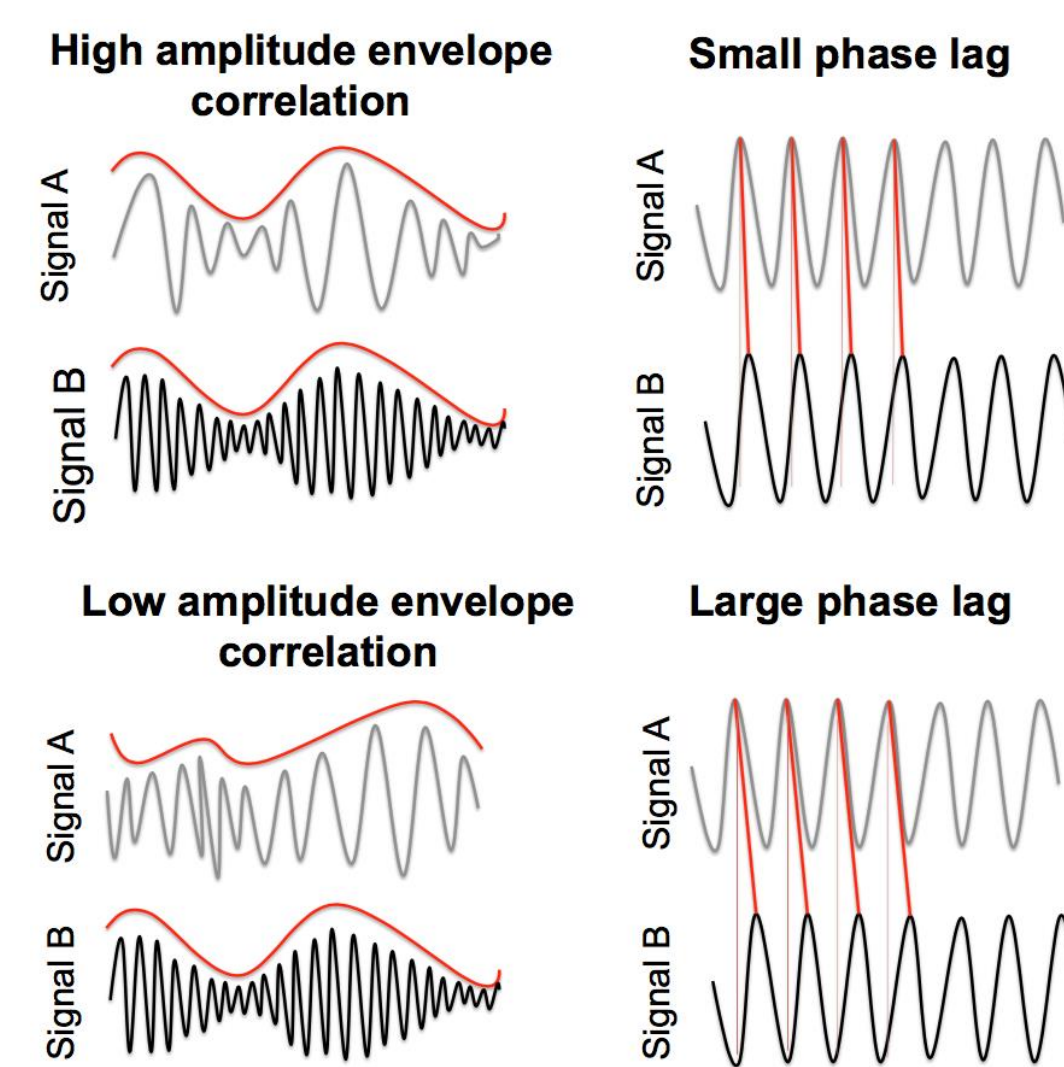 High amplitude envelope
correlation
Signal A
Signal B
Small phase lag
Signal A
Signal B
Low amplitude envelope
correlation
Signal A
Signal B
Large phase lag
Signal A
Signal B